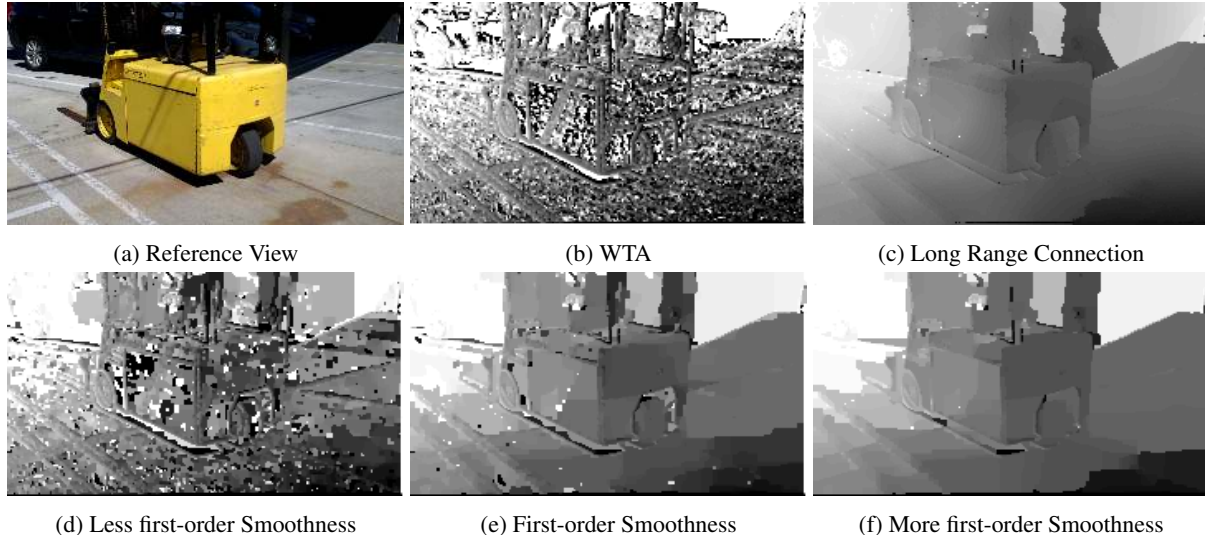 (a) Reference View
(b) WTA
(c) Long Range Connection
(d) Less first-order Smoothness
(e) First-order Smoothness
(f) More first-order Smoothness